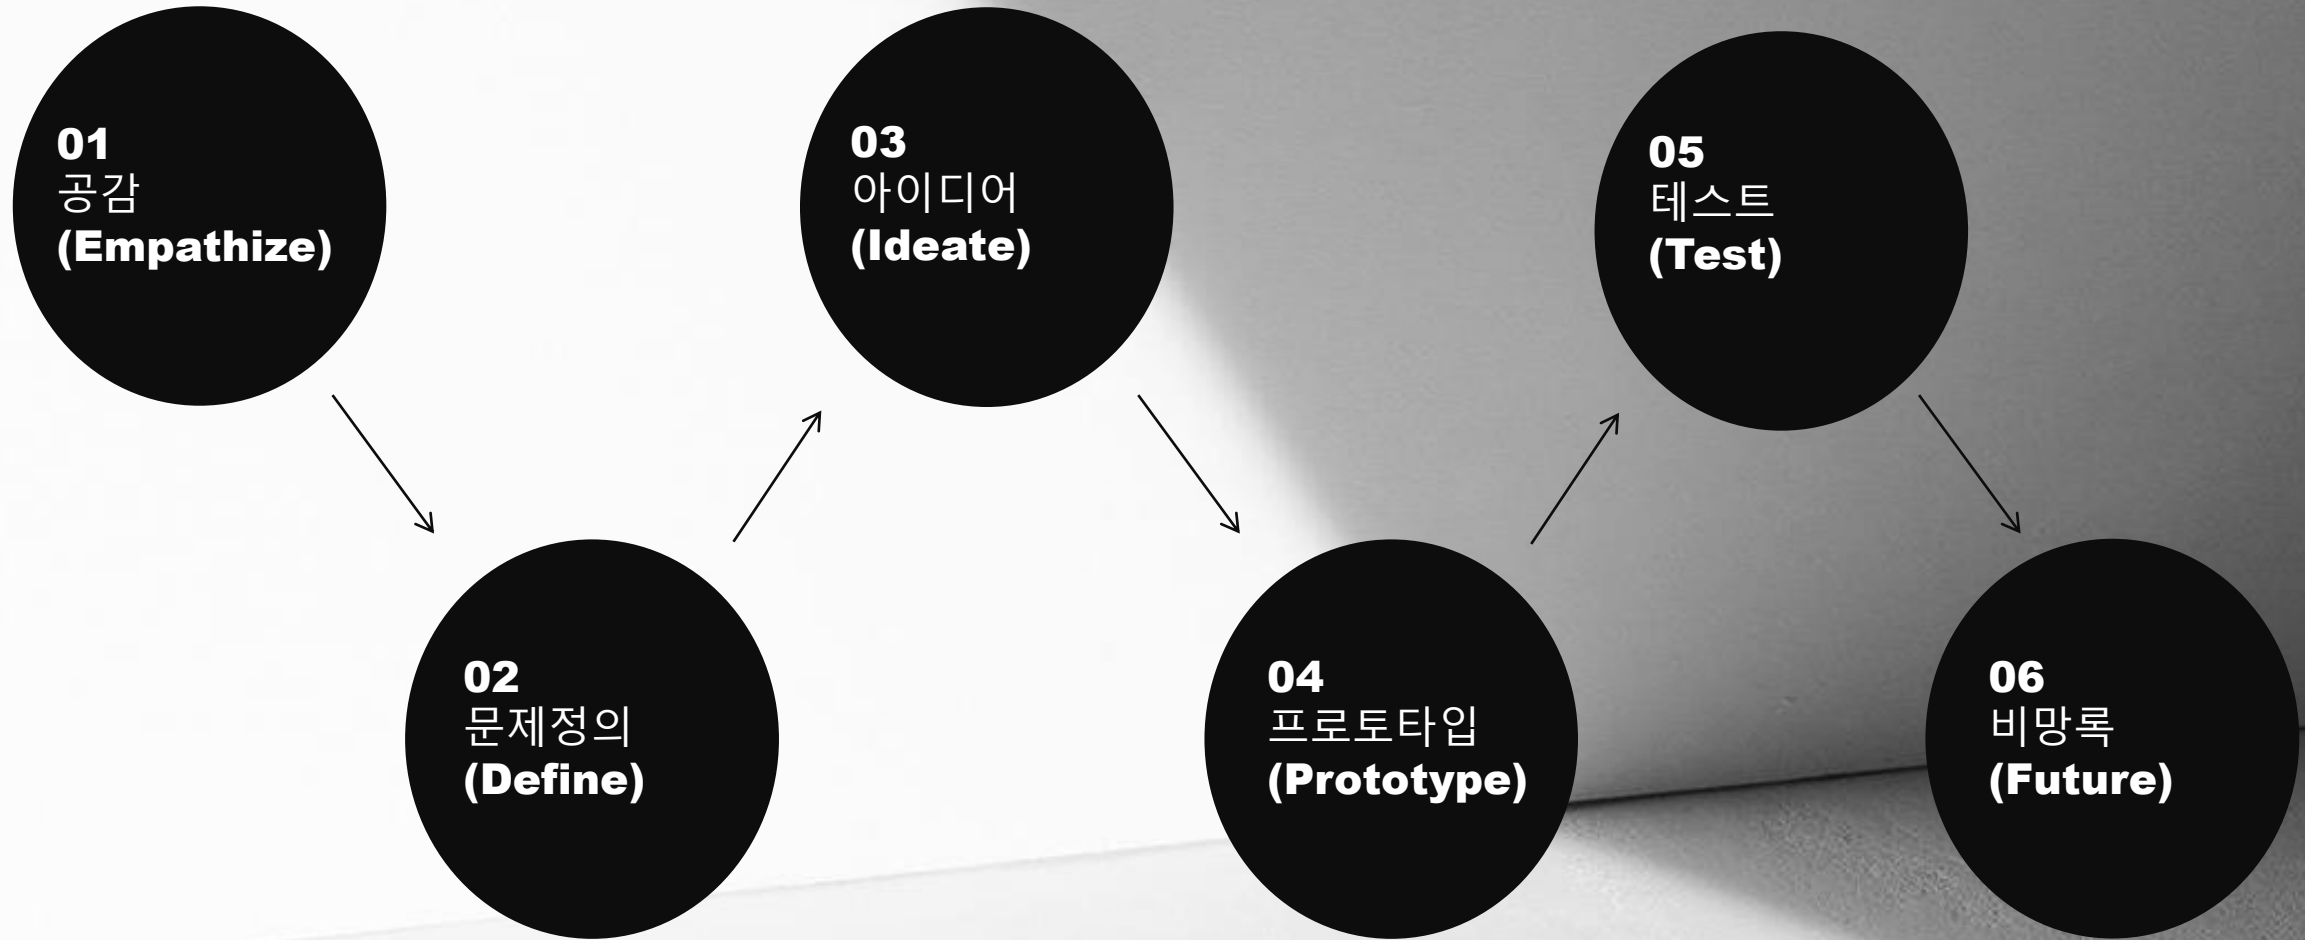 01
공감
(Empathize)
02
문제정의
(Define)
03
아이디어
(Ideate)
04
프로토타입
(Prototype)
05
테스트
(Test)
06
비망록
(Future)